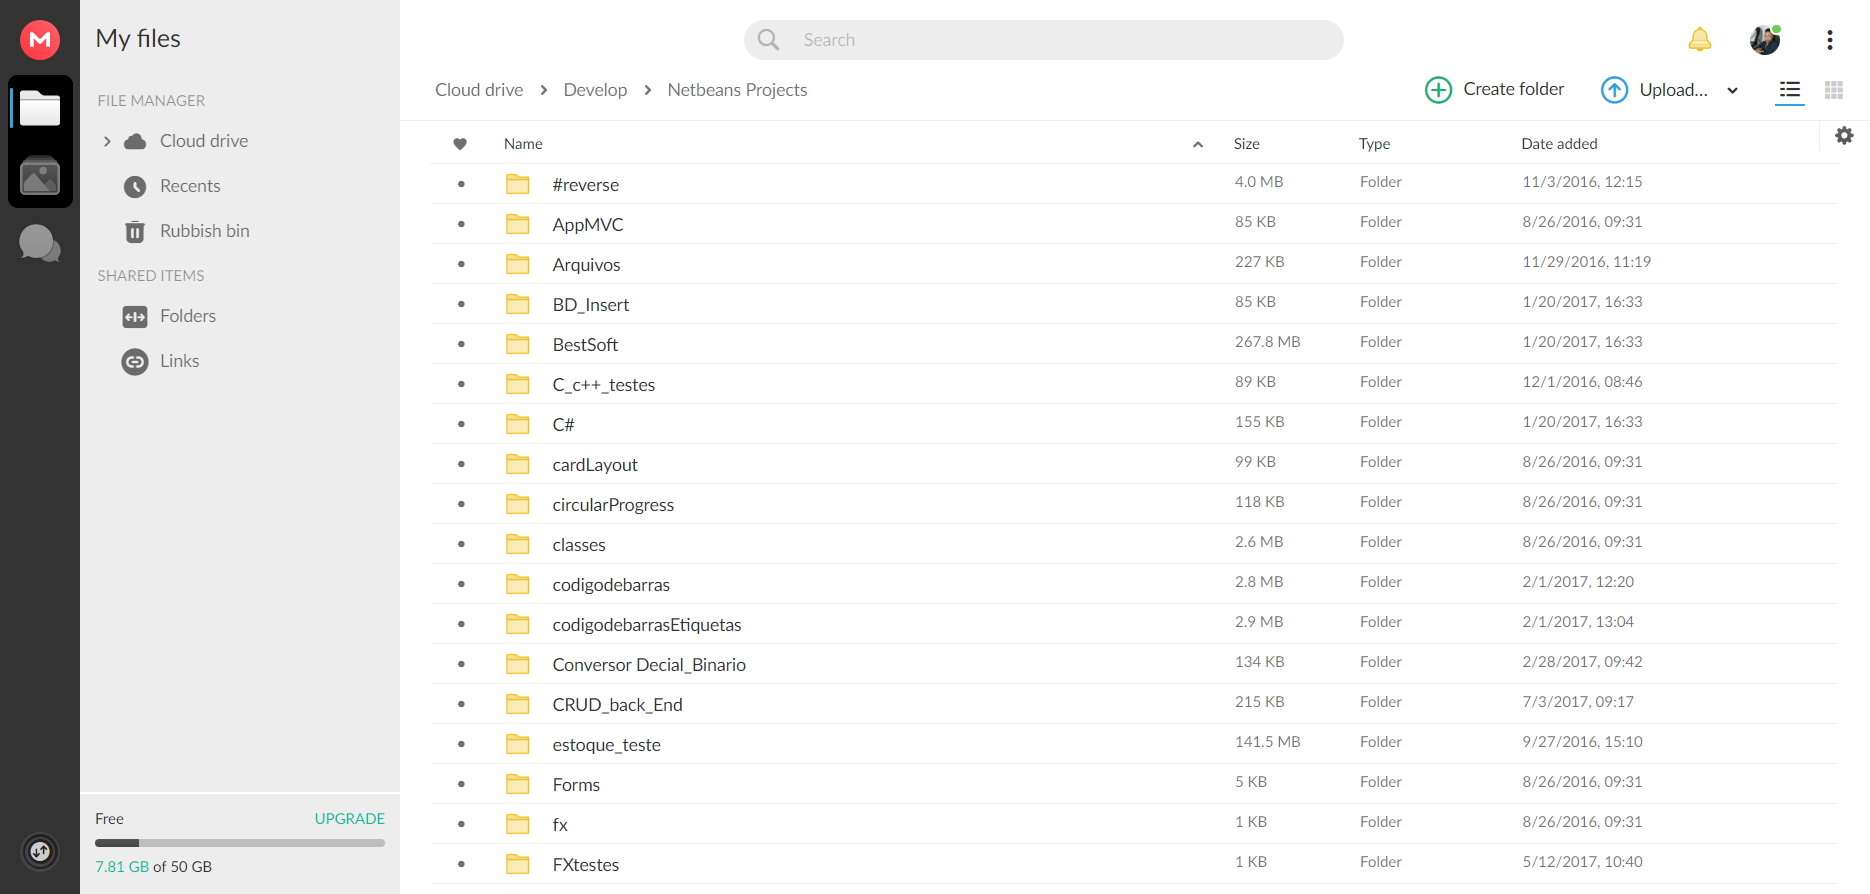 M
My files
Search
FILE MANAGER
Cloud drive
Recents
Rubbish bin
SHARED ITEMS
Folders
Links
Free UPGRADE
7.81 GB of 50 GB
Cloud drive > Develop > Netbeans Projects
Create folder Upload...
Name Size Type Date added
#reverse 4.0 MB Folder 11/3/2016, 12:15
AppMVC 85 KB Folder 8/26/2016, 09:31
Arquivos 227 KB Folder 11/29/2016, 11:19
BD_Insert 85 KB Folder 1/20/2017, 16:33
BestSoft 267.8 MB Folder 1/20/2017, 16:33
C_c++_testes 89 KB Folder 12/1/2016, 08:46
C# 155 KB Folder 1/20/2017, 16:33
cardLayout 99 KB Folder 8/26/2016, 09:31
circularProgress 118 KB Folder 8/26/2016, 09:31
classes 2.6 MB Folder 8/26/2016, 09:31
codigodebarras 2.8 MB Folder 2/1/2017, 12:20
codigodebarrasEtiquetas 2.9 MB Folder 2/1/2017, 13:04
Conversor Decial_Binario 134 KB Folder 2/28/2017, 09:42
CRUD_back_End 215 KB Folder 7/3/2017, 09:17
estoque_teste 141.5 MB Folder 9/27/2016, 15:10
Forms 5 KB Folder 8/26/2016, 09:31
fx 1 KB Folder 8/26/2016, 09:31
FXtestes 1 KB Folder 5/12/2017, 10:40